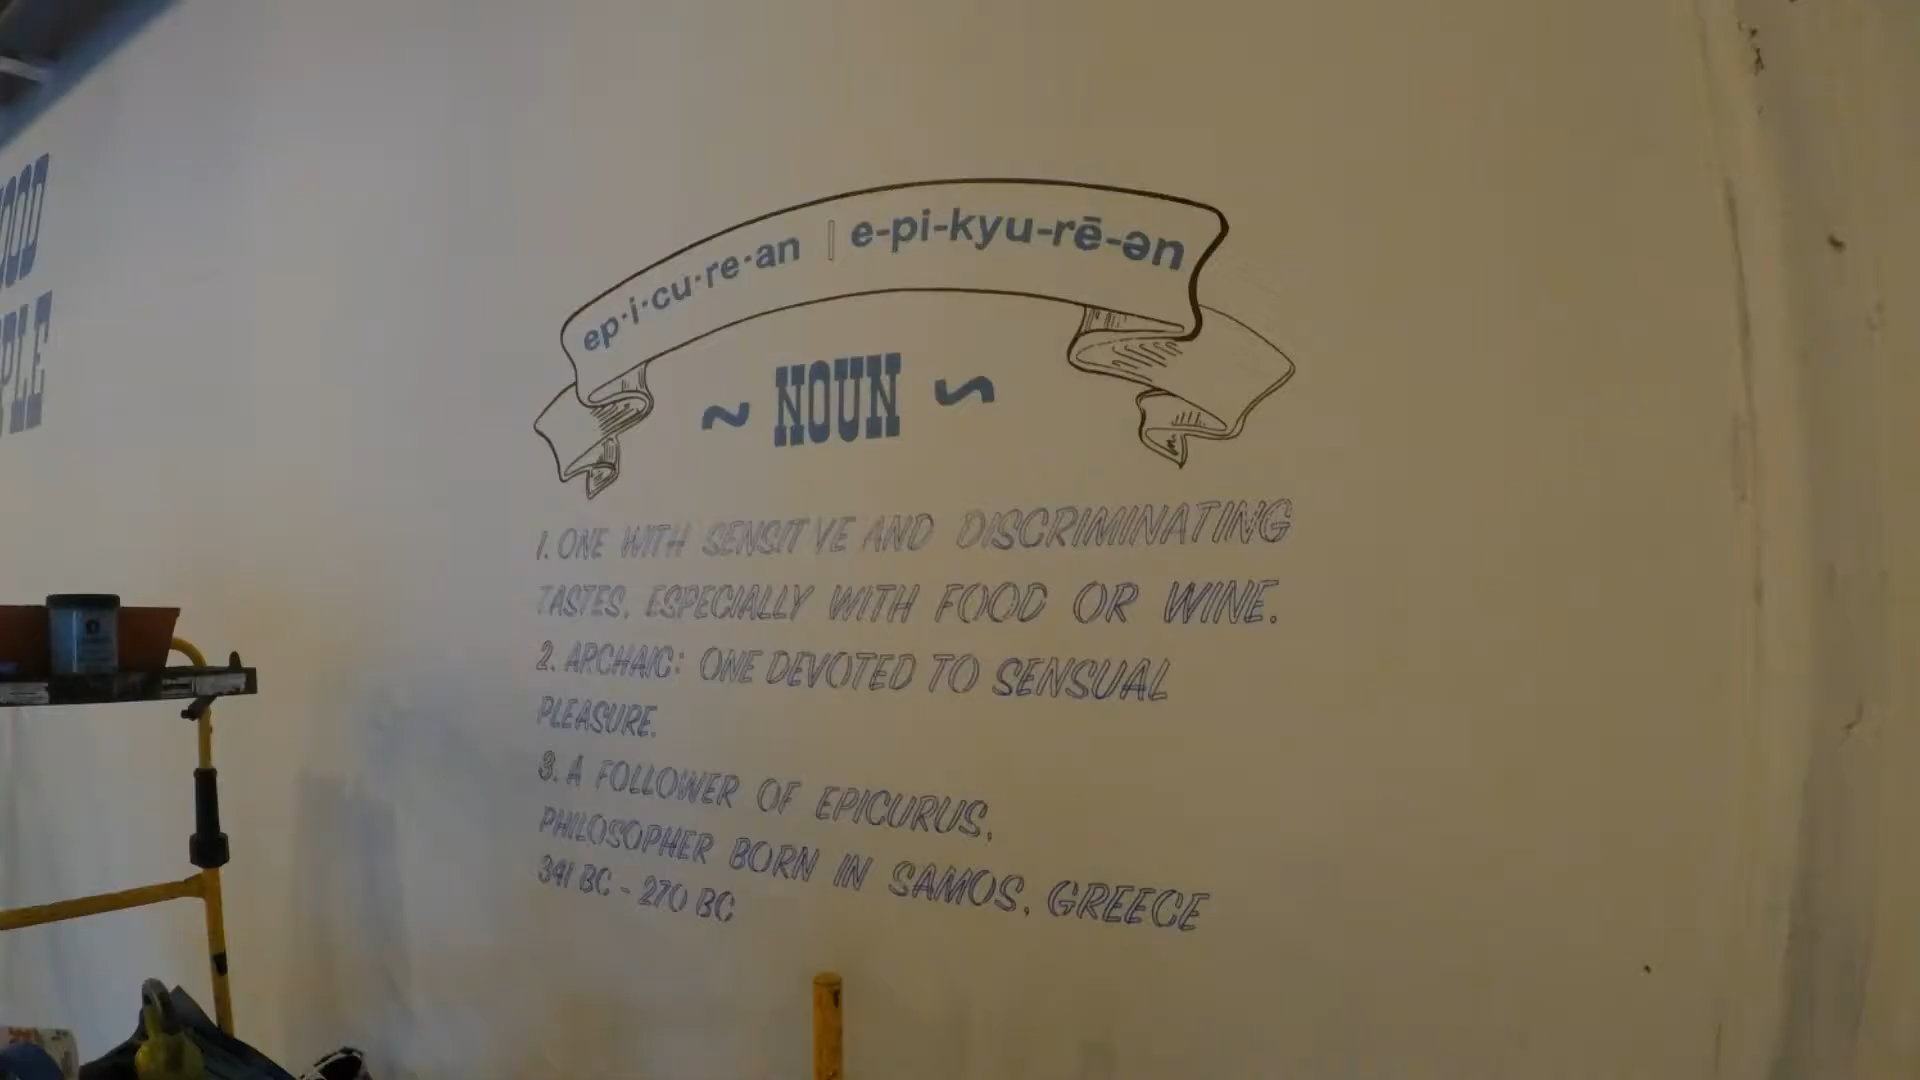 ep·i·cu·re·an | e-pi-kyu-rē-ən
~ NOUN ~
1. ONE WITH SENSITVE AND DISCRIMINATING
TASTES, ESPECIALLY WITH FOOD OR WINE.
2. ARCHAIC: ONE DEVOTED TO SENSUAL
PLEASURE.
3. A FOLLOWER OF EPICURUS,
PHILOSOPHER BORN IN SAMOS, GREECE
341 BC - 270 BC